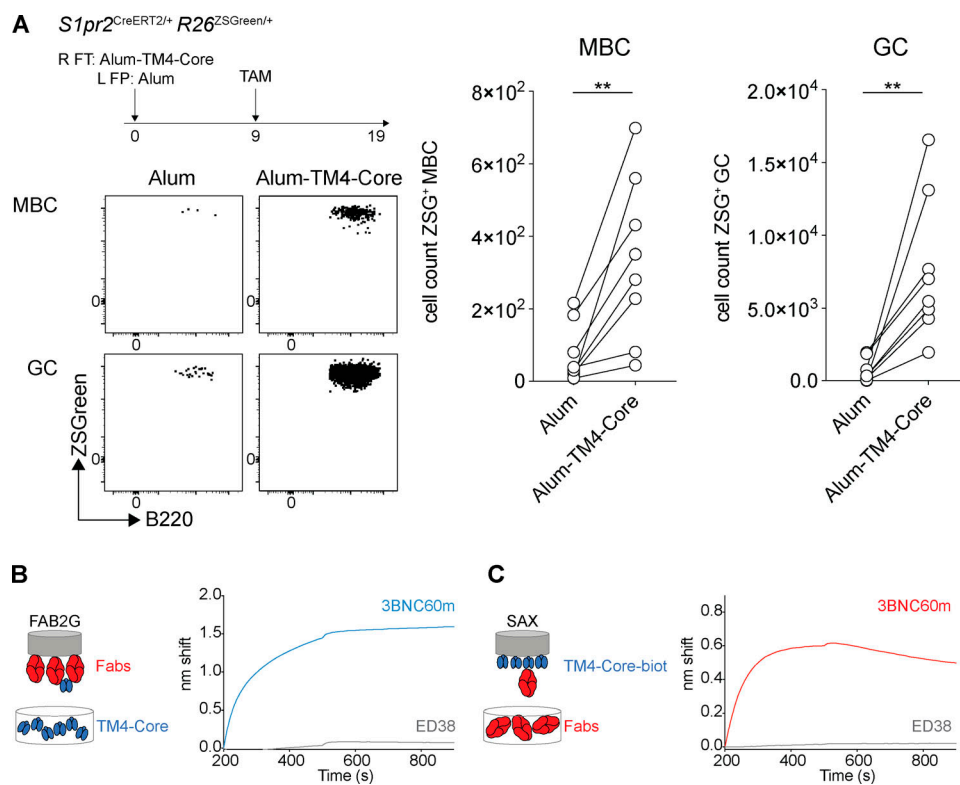 A
S1pr2CreERT2/+ R26ZSGreen/+
R FT: Alum-TM4-Core
L FP: Alum
TAM
0 9 19
Alum Alum-TM4-Core
MBC
0 0
0 0
GC
0 0
0 0
ZSGreen
B220
MBC
**
8×10²
6×10²
4×10²
2×10²
0
cell count ZSG⁺ MBC
Alum
Alum-TM4-Core
GC
**
2.0×10⁴
1.5×10⁴
1.0×10⁴
5.0×10³
0.0
cell count ZSG⁺ GC
Alum
Alum-TM4-Core
B
FAB2G
Fabs
TM4-Core
2.0
1.5
1.0
0.5
0.0
nm shift
3BNC60m
ED38
200 400 600 800
Time (s)
C
SAX
TM4-Core-biot
Fabs
0.8
0.6
0.4
0.2
0.0
nm shift
3BNC60m
ED38
200 400 600 800
Time (s)